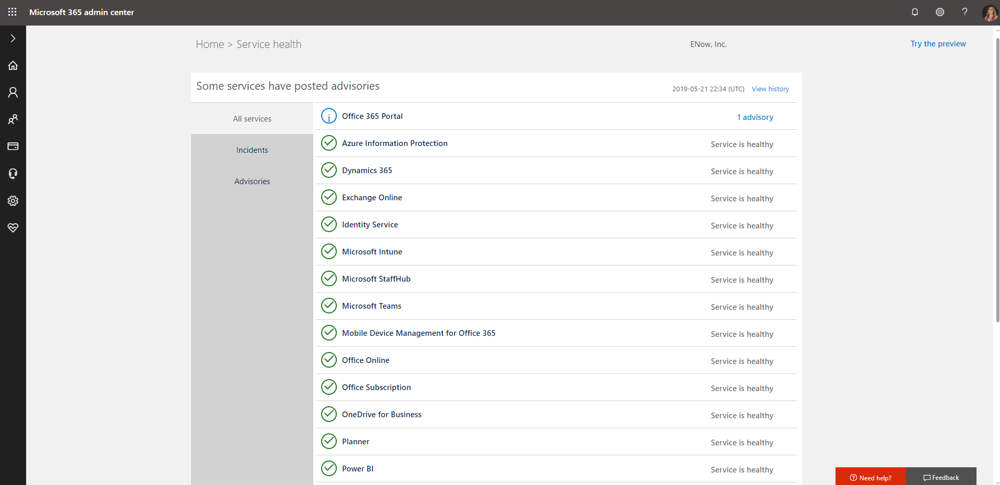 Microsoft 365 admin center
Home > Service health
ENow, Inc.
Try the preview
Some services have posted advisories
2019-05-21 22:34 (UTC) View history
All services
Incidents
Advisories
Office 365 Portal 1 advisory
Azure Information Protection Service is healthy
Dynamics 365 Service is healthy
Exchange Online Service is healthy
Identity Service Service is healthy
Microsoft Intune Service is healthy
Microsoft StaffHub Service is healthy
Microsoft Teams Service is healthy
Mobile Device Management for Office 365 Service is healthy
Office Online Service is healthy
Office Subscription Service is healthy
OneDrive for Business Service is healthy
Planner Service is healthy
Power BI Service is healthy
Need help? Feedback